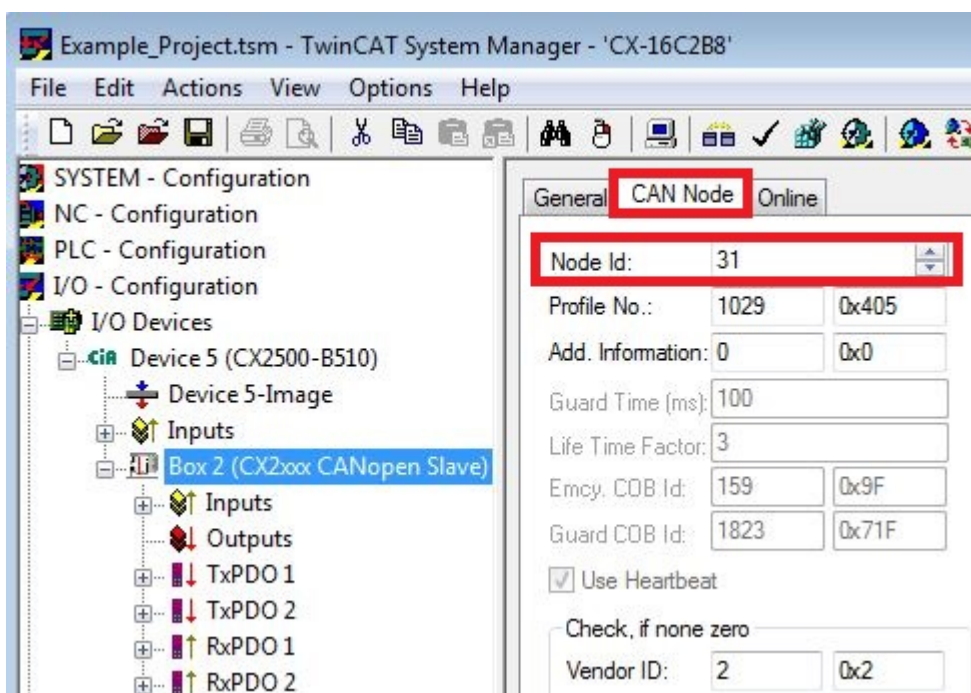 Example_Project.tsm - TwinCAT System Manager - 'CX-16C2B8'
File Edit Actions View Options Help
SYSTEM - Configuration
NC - Configuration
PLC - Configuration
I/O - Configuration
I/O Devices
CiA Device 5 (CX2500-B510)
Device 5-Image
Inputs
Box 2 (CX2xxx CANopen Slave)
Inputs
Outputs
TxPDO 1
TxPDO 2
RxPDO 1
RxPDO 2
General CAN Node Online
Node Id: 31
Profile No.: 1029 0x405
Add. Information: 0 0x0
Guard Time (ms): 100
Life Time Factor: 3
Emcy. COB Id: 159 0x9F
Guard COB Id: 1823 0x71F
Use Heartbeat
Check, if none zero
Vendor ID: 2 0x2